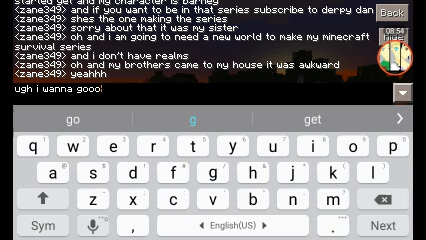 started yet and my character is barney
<zane349> and if you want to be in that series subscribe to derpy dan
<zane349> shes the one making the series
<zane349> sorry about that it was my sister
<zane349> oh and i am going to need a new world to make my minecraft
survival series
<zane349> and i don't have realms
<zane349> oh and my brothers came to my house it was awkward
<zane349> yeahhh
ugh i wanna gooo
Back
08:54
go g get
q w e r t y u i o p
a s d f g h j k l
z x c v b n m
Sym , English(US) . Next